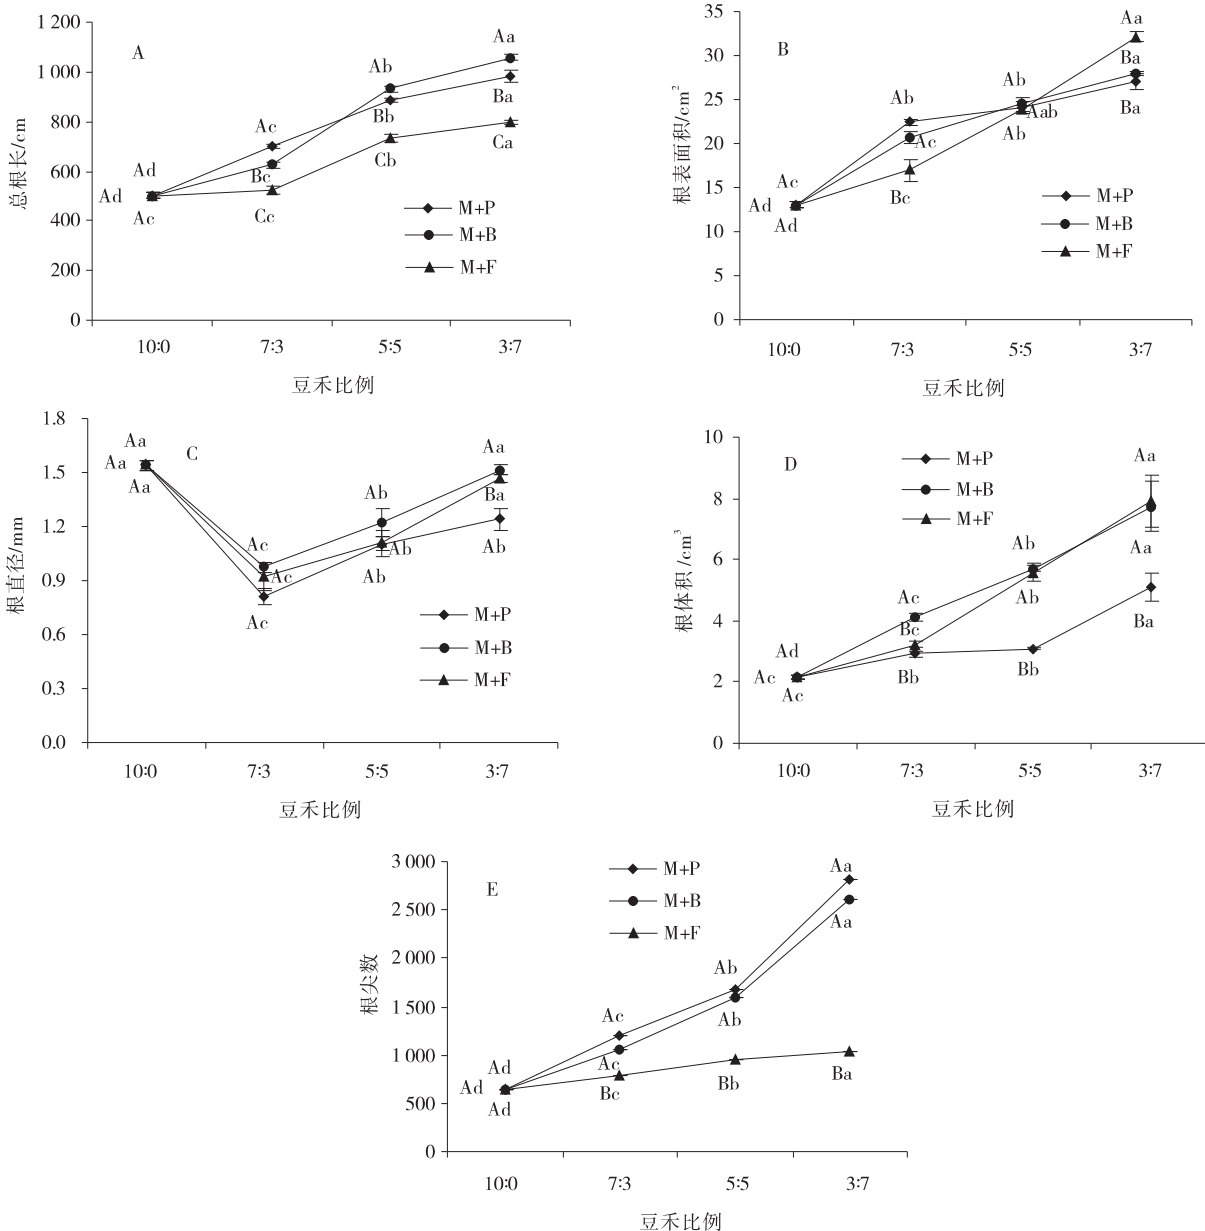 1 200
1 000
800
600
400
200
0
总根长/cm
A
Aa
Ab
Ac
Ba
Bb
Ad
Bc
Ca
Cb
Ad
Ac
Cc
M+P
M+B
M+F
10:0
7:3
5:5
3:7
豆禾比例
35
30
25
20
15
10
5
0
根表面积/cm²
B
Aa
Ba
Ab
Ab
Aab
Ba
Ac
Ab
Ac
Ad
Bc
Ad
M+P
M+B
M+F
10:0
7:3
5:5
3:7
豆禾比例
1.8
1.5
1.2
0.9
0.6
0.3
0.0
根直径/mm
C
Aa
Aa
Aa
Aa
Ab
Ba
Ac
Ab
Ab
Ac
Ab
Ac
M+P
M+B
M+F
10:0
7:3
5:5
3:7
豆禾比例
10
8
6
4
2
0
根体积/cm³
D
M+P
M+B
M+F
Aa
Ab
Aa
Ac
Ab
Bc
Ba
Ad
Ac
Bb
Bb
Ac
10:0
7:3
5:5
3:7
豆禾比例
3 000
2 500
2 000
1 500
1 000
500
0
根尖数
E
M+P
M+B
M+F
Aa
Aa
Ab
Ac
Ab
Ad
Ac
Ba
Ad
Bc
Bb
Ad
10:0
7:3
5:5
3:7
豆禾比例